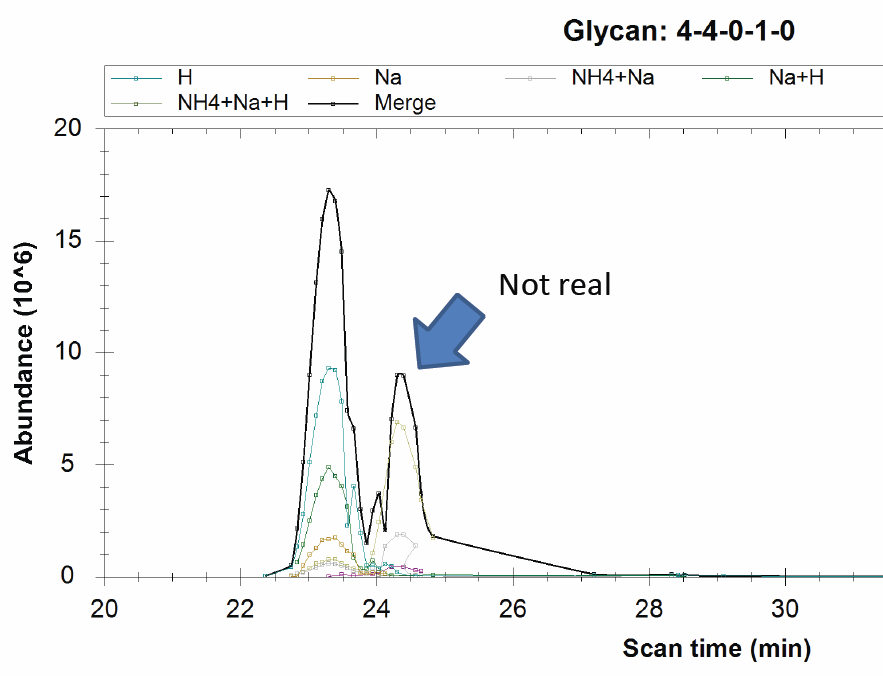 Glycan: 4-4-0-1-0
H Na NH4+Na Na+H
NH4+Na+H Merge
20
15
10
5
0
Abundance (10^6)
Not real
20 22 24 26 28 30
Scan time (min)